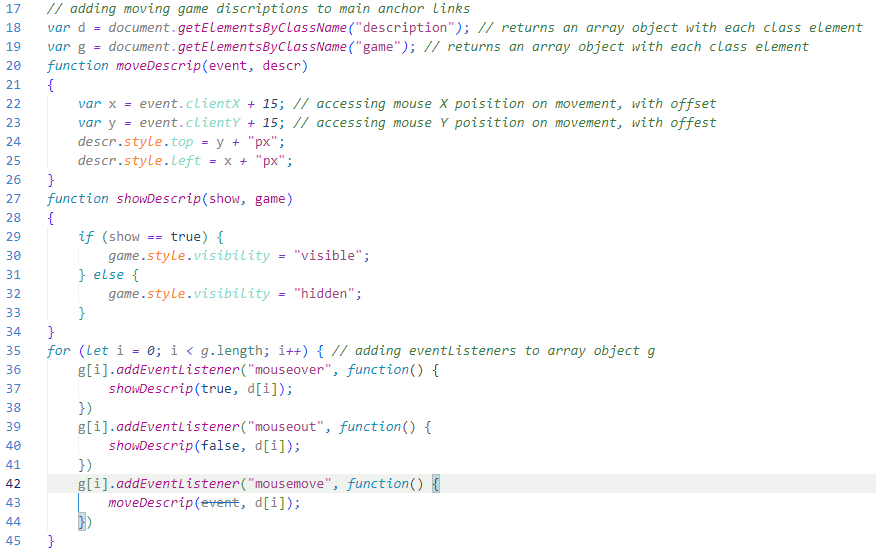 17 // adding moving game discriptions to main anchor links
18 var d = document.getElementsByClassName("description"); // returns an array object with each class element
19 var g = document.getElementsByClassName("game"); // returns an array object with each class element
20 function moveDescrip(event, descr)
21 {
22 var x = event.clientX + 15; // accessing mouse X poisition on movement, with offset
23 var y = event.clientY + 15; // accessing mouse Y poisition on movement, with offest
24 descr.style.top = y + "px";
25 descr.style.left = x + "px";
26 }
27 function showDescrip(show, game)
28 {
29 if (show == true) {
30 game.style.visibility = "visible";
31 } else {
32 game.style.visibility = "hidden";
33 }
34 }
35 for (let i = 0; i < g.length; i++) { // adding eventListeners to array object g
36 g[i].addEventListener("mouseover", function() {
37 showDescrip(true, d[i]);
38 })
39 g[i].addEventListener("mouseout", function() {
40 showDescrip(false, d[i]);
41 })
42 g[i].addEventListener("mousemove", function() {
43 moveDescrip(event, d[i]);
44 })
45 }